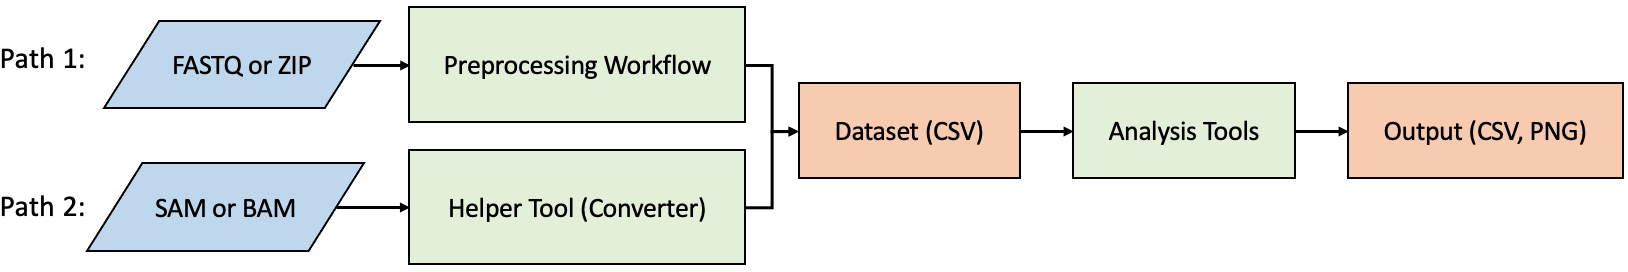 Path 1:
FASTQ or ZIP
Preprocessing Workflow
Path 2:
SAM or BAM
Helper Tool (Converter)
Dataset (CSV)
Analysis Tools
Output (CSV, PNG)